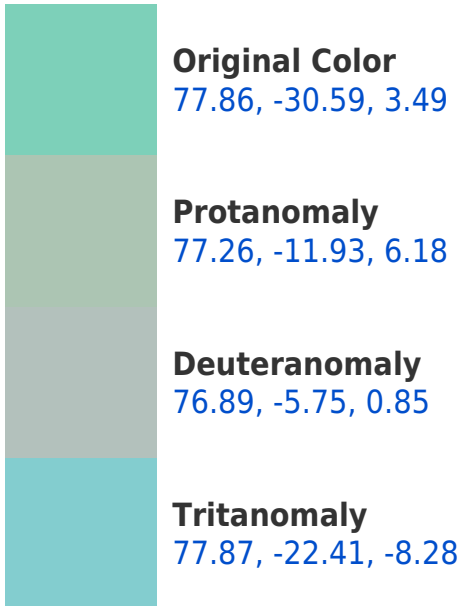 Original Color
77.86, -30.59, 3.49
Protanomaly
77.26, -11.93, 6.18
Deuteranomaly
76.89, -5.75, 0.85
Tritanomaly
77.87, -22.41, -8.28